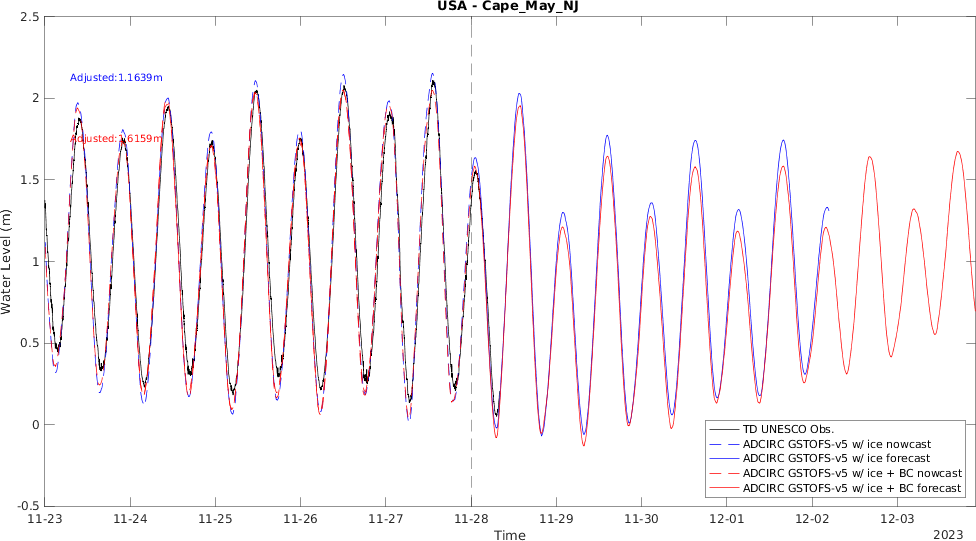 USA - Cape_May_NJ
2.5
2
1.5
1
0.5
0
-0.5
Water Level (m)
Adjusted:1.1639m
Adjusted:1.6159m
TD UNESCO Obs.
ADCIRC GSTOFS-v5 w/ ice nowcast
ADCIRC GSTOFS-v5 w/ ice forecast
ADCIRC GSTOFS-v5 w/ ice + BC nowcast
ADCIRC GSTOFS-v5 w/ ice + BC forecast
11-23 11-24 11-25 11-26 11-27 11-28 11-29 11-30 12-01 12-02 12-03
Time
2023